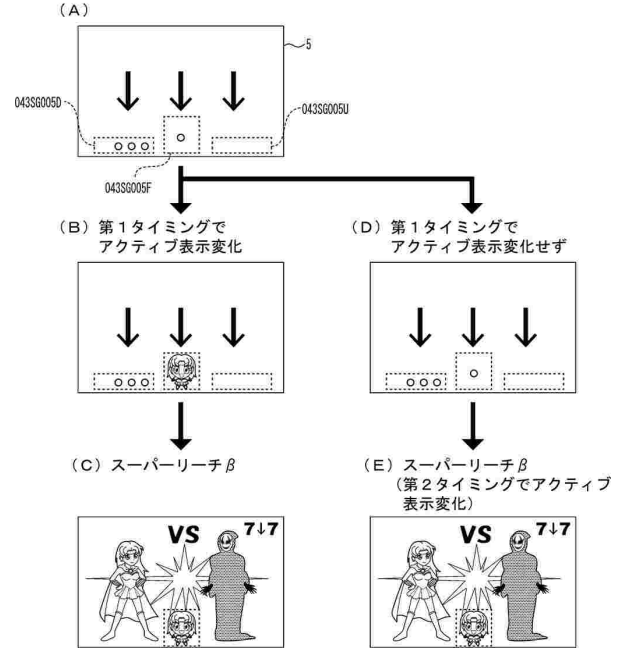 (A)
5
043SG005D
043SG005U
043SG005F
(B) 第1タイミングで
アクティブ表示変化
(D) 第1タイミングで
アクティブ表示変化せず
(C) スーパーリーチβ
(E) スーパーリーチβ
(第2タイミングでアクティブ
表示変化)
VS 7↓7
VS 7↓7